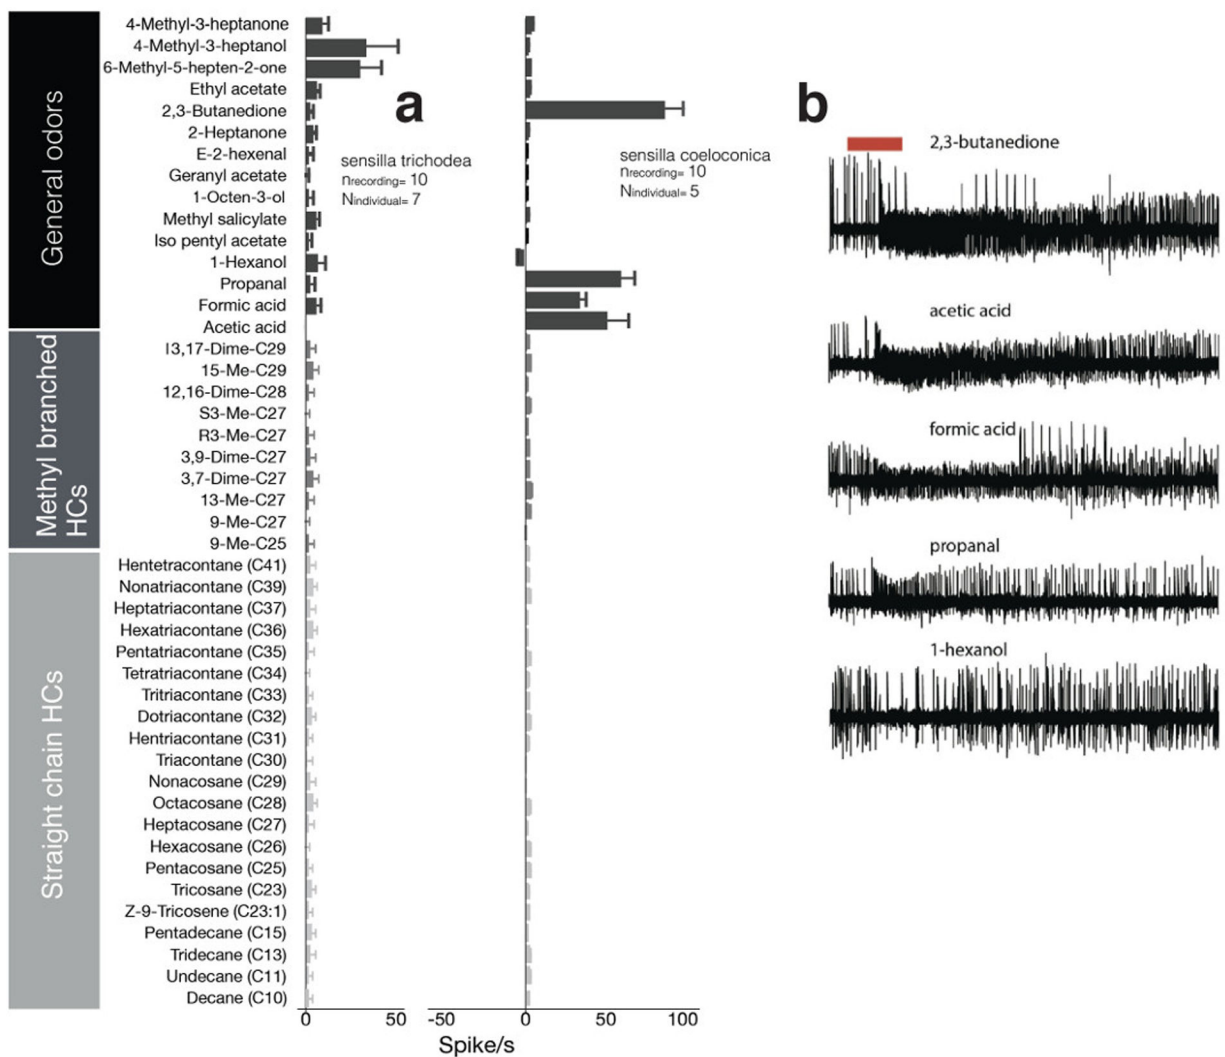 General odors
Methyl branched
HCs
Straight chain HCs
4-Methyl-3-heptanone
4-Methyl-3-heptanol
6-Methyl-5-hepten-2-one
Ethyl acetate
2,3-Butanedione
2-Heptanone
E-2-hexenal
Geranyl acetate
1-Octen-3-ol
Methyl salicylate
Iso pentyl acetate
1-Hexanol
Propanal
Formic acid
Acetic acid
I3,17-Dime-C29
15-Me-C29
12,16-Dime-C28
S3-Me-C27
R3-Me-C27
3,9-Dime-C27
3,7-Dime-C27
13-Me-C27
9-Me-C27
9-Me-C25
Hentetracontane (C41)
Nonatriacontane (C39)
Heptatriacontane (C37)
Hexatriacontane (C36)
Pentatriacontane (C35)
Tetratriacontane (C34)
Tritriacontane (C33)
Dotriacontane (C32)
Hentriacontane (C31)
Triacontane (C30)
Nonacosane (C29)
Octacosane (C28)
Heptacosane (C27)
Hexacosane (C26)
Pentacosane (C25)
Tricosane (C23)
Z-9-Tricosene (C23:1)
Pentadecane (C15)
Tridecane (C13)
Undecane (C11)
Decane (C10)
a
sensilla trichodea
nrecording= 10
Nindividual= 7
sensilla coeloconica
nrecording= 10
Nindividual= 5
0 50 -50 0 50 100
Spike/s
b
2,3-butanedione
acetic acid
formic acid
propanal
1-hexanol